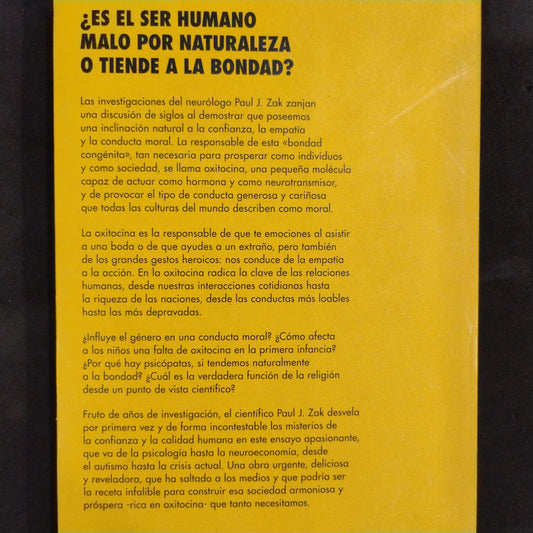 ¿ES EL SER HUMANO
MALO POR NATURALEZA
O TIENDE A LA BONDAD?
Las investigaciones del neurólogo Paul J. Zak zanjan
una discusión de siglos al demostrar que poseemos
una inclinación natural a la confianza, la empatía
y la conducta moral. La responsable de esta «bondad
congénita», tan necesaria para prosperar como individuos
y como sociedad, se llama oxitocina, una pequeña molécula
capaz de actuar como hormona y como neurotransmisor,
y de provocar el tipo de conducta generosa y cariñosa
que todas las culturas del mundo describen como moral.
La oxitocina es la responsable de que te emociones al asistir
a una boda o de que ayudes a un extraño, pero también
de los grandes gestos heroicos: nos conduce de la empatía
a la acción. En la oxitocina radica la clave de las relaciones
humanas, desde nuestras interacciones cotidianas hasta
la riqueza de las naciones, desde las conductas más loables
hasta las más depravadas.
¿Influye el género en una conducta moral? ¿Cómo afecta
a los niños una falta de oxitocina en la primera infancia?
¿Por qué hay psicópatas, si tendemos naturalmente
a la bondad? ¿Cuál es la verdadera función de la religión
desde un punto de vista científico?
Fruto de años de investigación, el científico Paul J. Zak desvela
por primera vez y de forma incontestable los misterios de
la confianza y la calidad humana en este ensayo apasionante,
que va de la psicología hasta la neuroeconomía, desde
el autismo hasta la crisis actual. Una obra urgente, deliciosa
y reveladora, que ha saltado a los medios y que podría ser
la receta infalible para construir esa sociedad armoniosa y
próspera -rica en oxitocina- que tanto necesitamos.